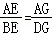 AE/BE = AG/DG